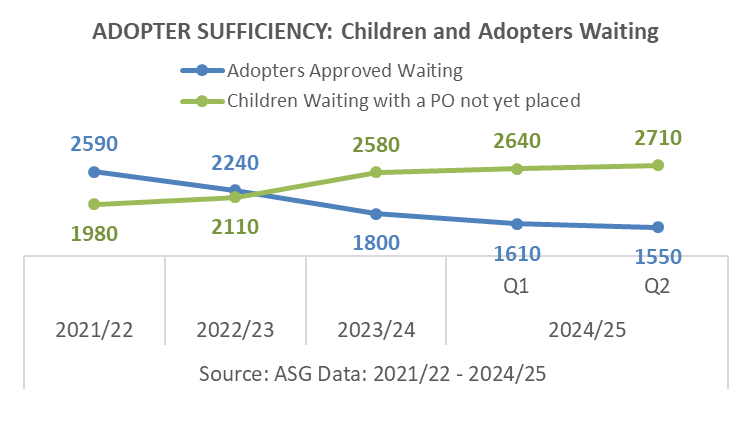 ADOPTER SUFFICIENCY: Children and Adopters Waiting
Adopters Approved Waiting
Children Waiting with a PO not yet placed
2590 2240 2580 2640 2710
1980 2110 1800 1610 1550
Q1 Q2
2021/22 2022/23 2023/24 2024/25
Source: ASG Data: 2021/22 - 2024/25